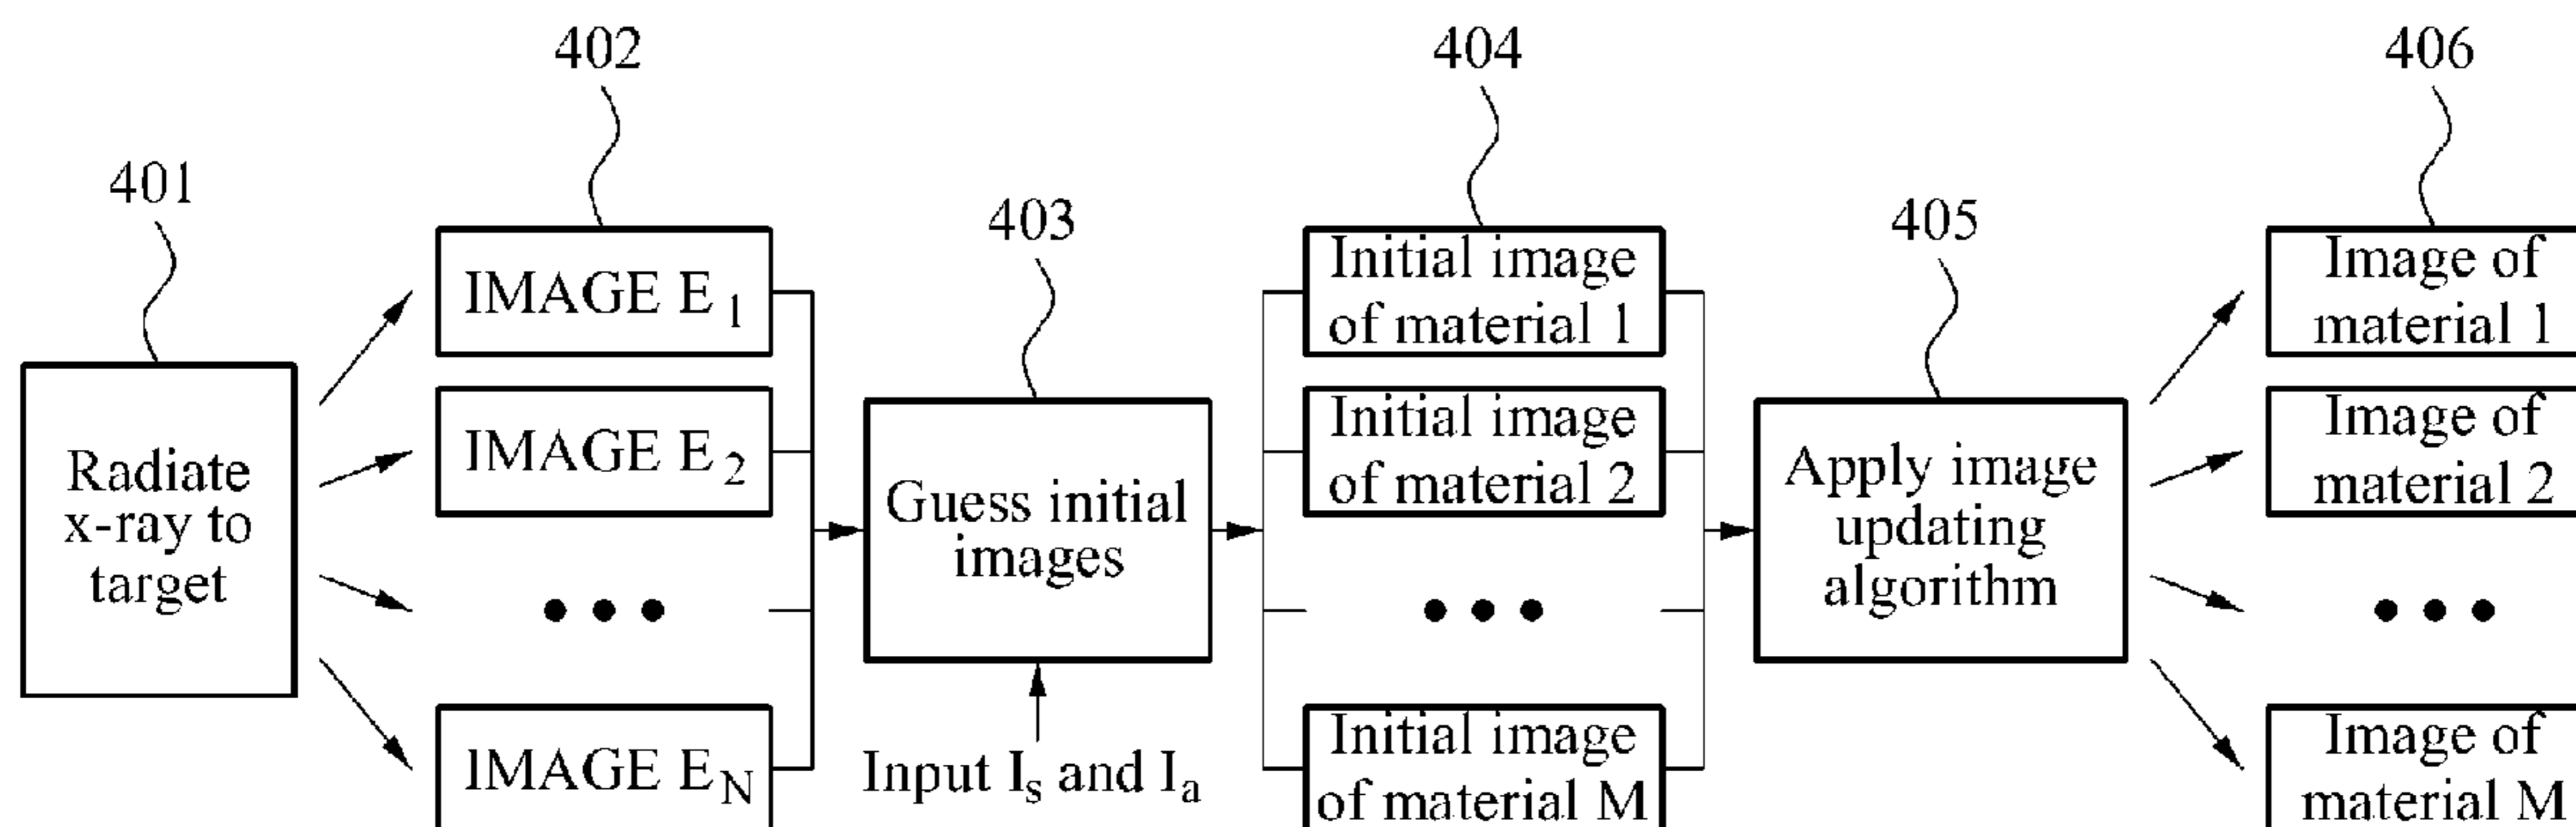 402
404
406
401
403
405
IMAGE E1
Initial image
of material 1
Image of
material 1
IMAGE E2
Initial image
of material 2
Image of
material 2
Radiate
x-ray to
target
Guess initial
images
Apply image
updating
algorithm
• • •
• • •
• • •
IMAGE EN
Input Is and Ia
Initial image
of material M
Image of
material M